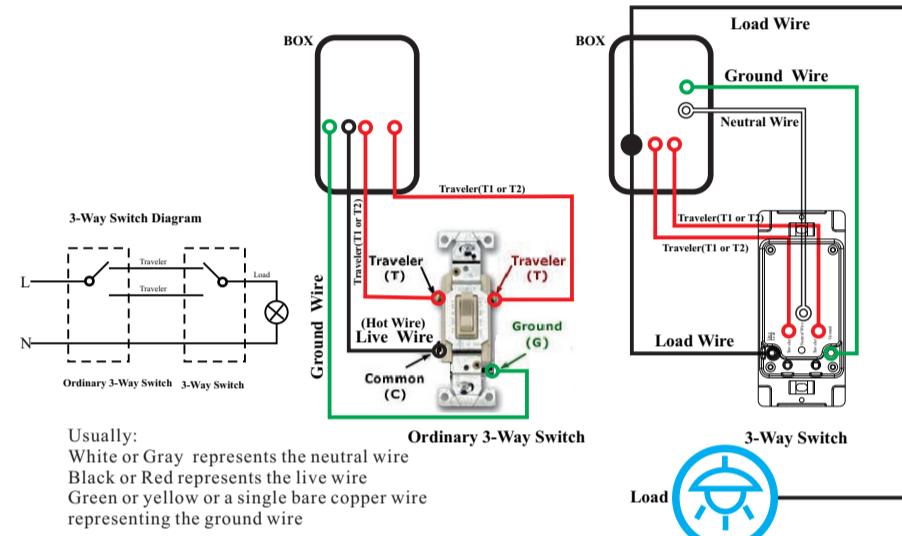 Load Wire
BOX
BOX
Ground Wire
Neutral Wire
Traveler(T1 or T2)
3-Way Switch Diagram
Traveler(T1 or T2)
Traveler(T1 or T2)
Traveler(T1 or T2)
Traveler
(T)
Traveler
(T)
Traveler
Load
Traveler
L
N
Ground Wire
(Hot Wire)
Live Wire
Ground
(G)
Load Wire
Common
(C)
Ordinary 3-Way Switch
3-Way Switch
Ordinary 3-Way Switch
3-Way Switch
Usually:
White or Gray represents the neutral wire
Black or Red represents the live wire
Green or yellow or a single bare copper wire
representing the ground wire
Load